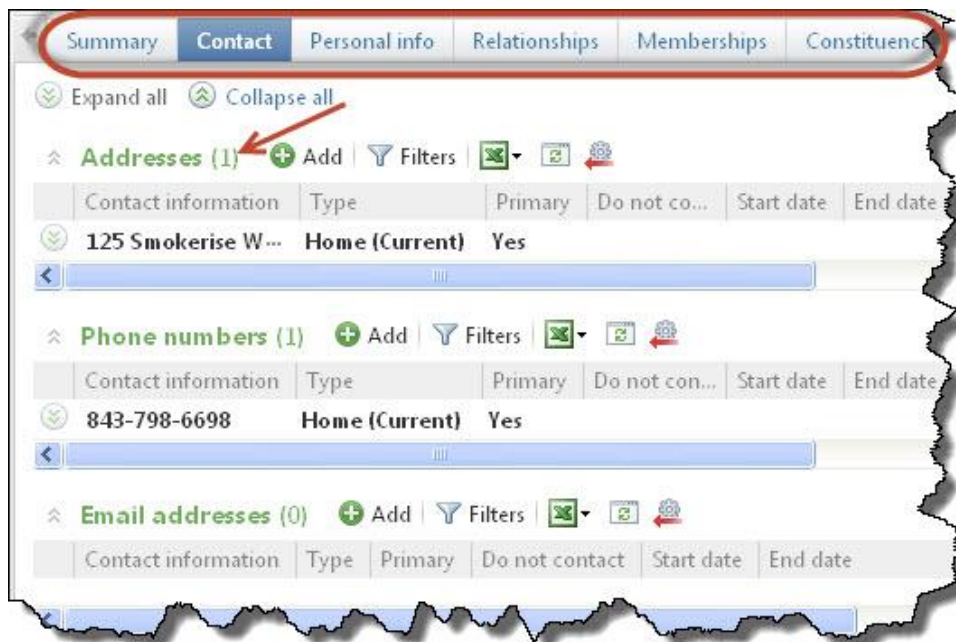 Summary Contact Personal info Relationships Memberships Constituenci
Expand all Collapse all
Addresses (1) Add Filters
Contact information Type Primary Do not co... Start date End date
125 Smokerise W... Home (Current) Yes
Phone numbers (1) Add Filters
Contact information Type Primary Do not con... Start date End date
843-798-6698 Home (Current) Yes
Email addresses (0) Add Filters
Contact information Type Primary Do not contact Start date End date